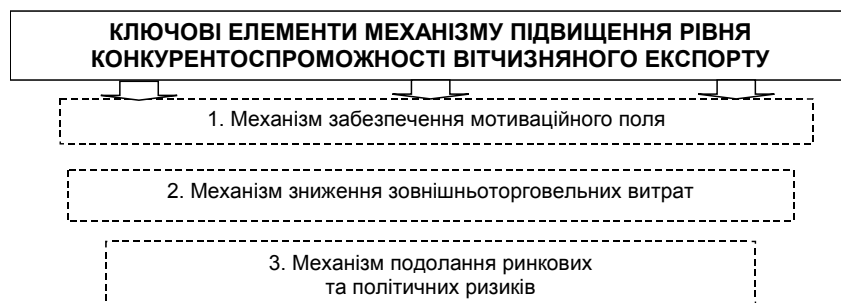 КЛЮЧОВІ ЕЛЕМЕНТИ МЕХАНІЗМУ ПІДВИЩЕННЯ РІВНЯ
КОНКУРЕНТОСПРОМОЖНОСТІ ВІТЧИЗНЯНОГО ЕКСПОРТУ
1. Механізм забезпечення мотиваційного поля
2. Механізм зниження зовнішньоторговельних витрат
3. Механізм подолання ринкових
та політичних ризиків